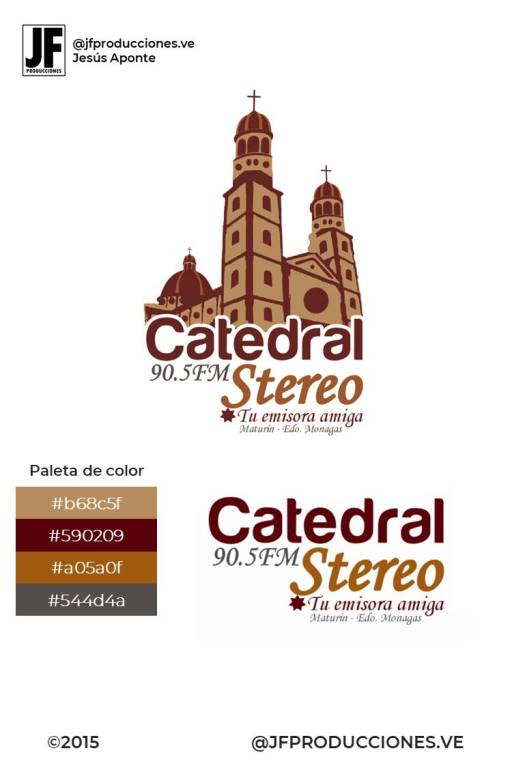 JF
PRODUCCIONES
@jfproducciones.ve
Jesús Aponte
Catedral
90.5FM Stereo
Tu emisora amiga
Maturín - Edo. Monagas
Paleta de color
#b68c5f
#590209
#a05a0f
#544d4a
Catedral
90.5FM Stereo
Tu emisora amiga
Maturín - Edo. Monagas
©2015
@JFPRODUCCIONES.VE